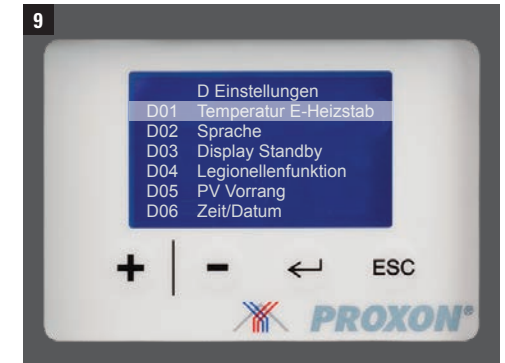 9
D Einstellungen
D01 Temperatur E-Heizstab
D02 Sprache
D03 Display Standby
D04 Legionellenfunktion
D05 PV Vorrang
D06 Zeit/Datum
+ | - ↵ ESC
PROXON®